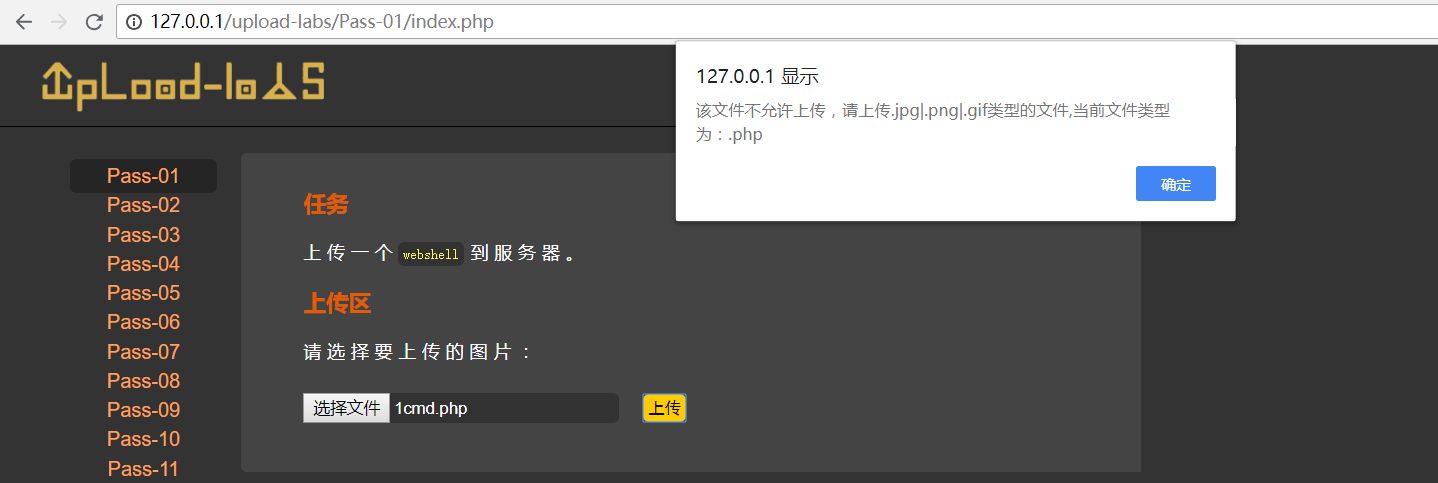 127.0.0.1/upload-labs/Pass-01/index.php
UpLoad-labS
127.0.0.1 显示
该文件不允许上传，请上传.jpg|.png|.gif类型的文件,当前文件类型
为：.php
确定
Pass-01
Pass-02
Pass-03
Pass-04
Pass-05
Pass-06
Pass-07
Pass-08
Pass-09
Pass-10
Pass-11
任务
上传一个 webshell 到服务器。
上传区
请选择要上传的图片：
选择文件 1cmd.php 上传